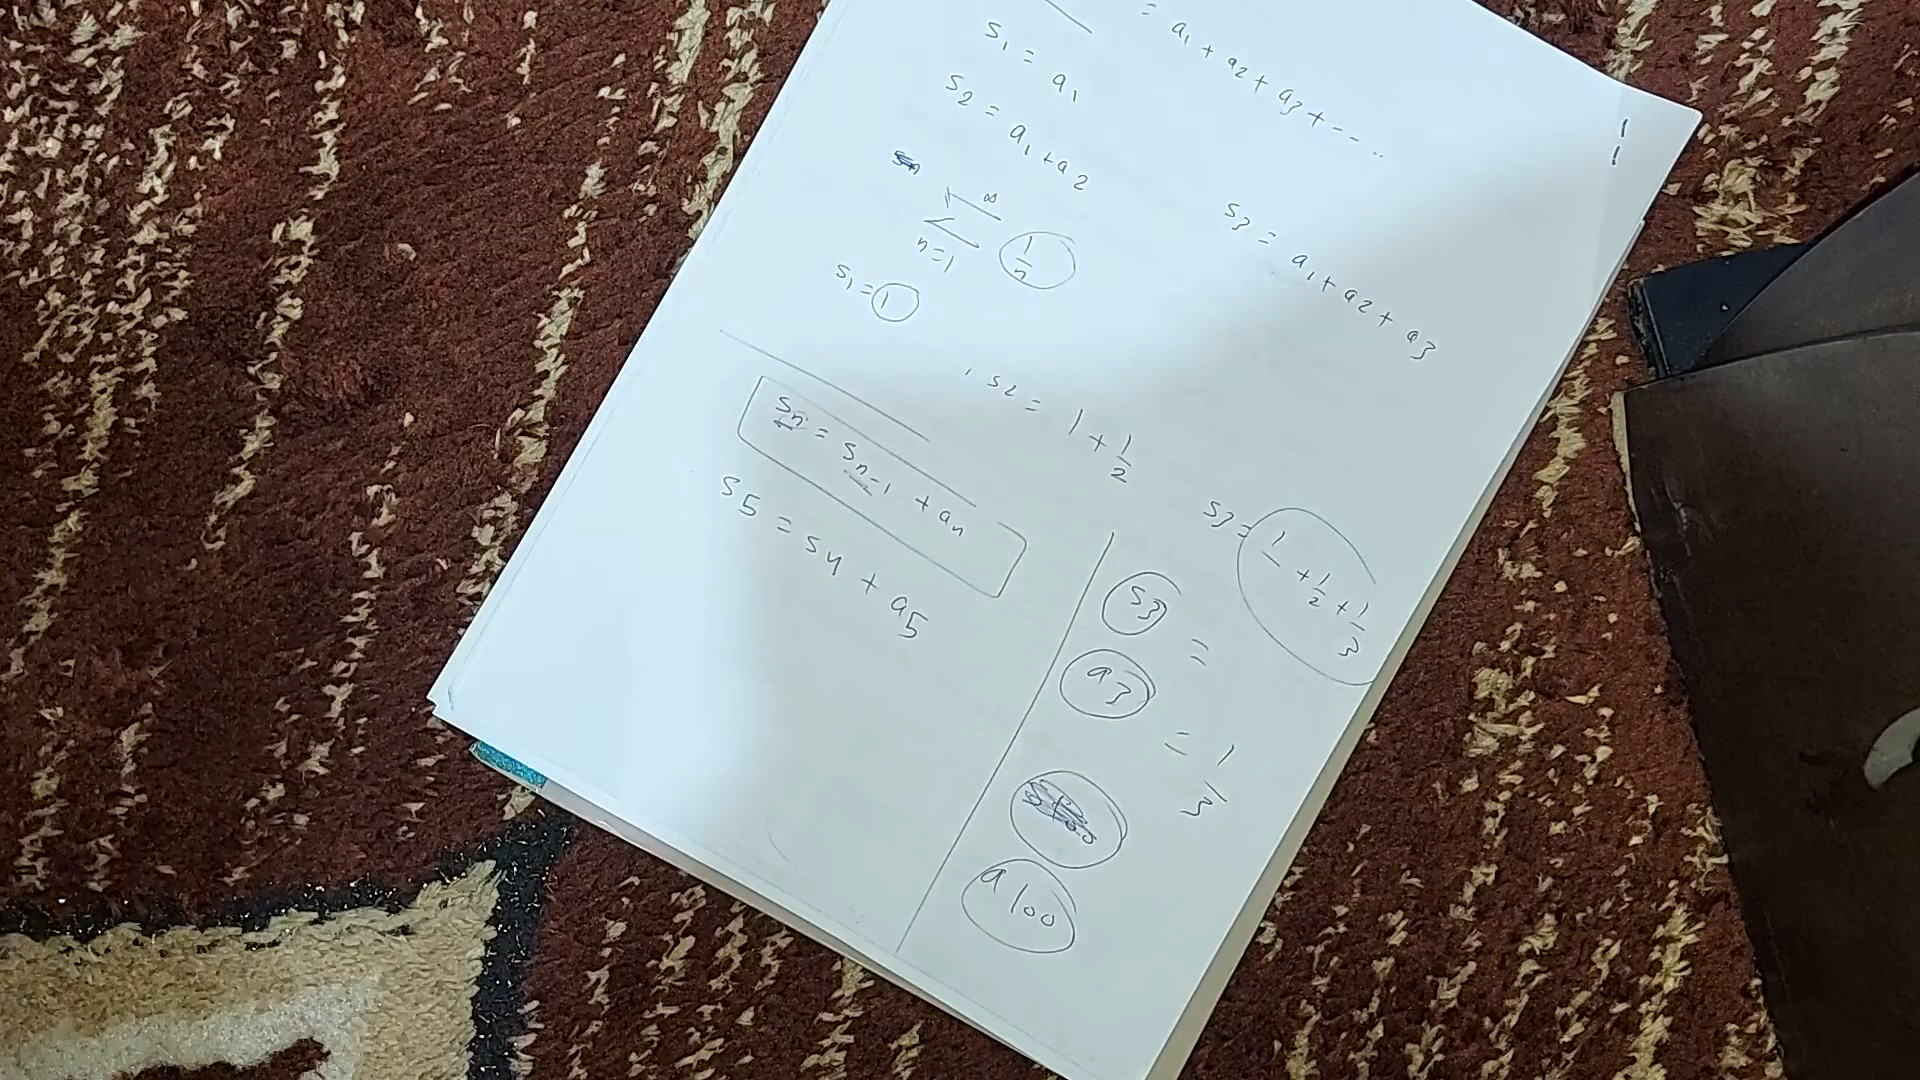 = a1 + a2 + a3 + -- ..
s1 = a1
s2 = a1 + a2
s3 = a1 + a2 + a3
∞
Σ 1/n
n=1
s1 = 1
, s2 = 1 + 1/2
s3 = 1 + 1/2 + 1/3
sn = sn-1 + an
s5 = s4 + a5
s3 =
a3 = 1/3
a100